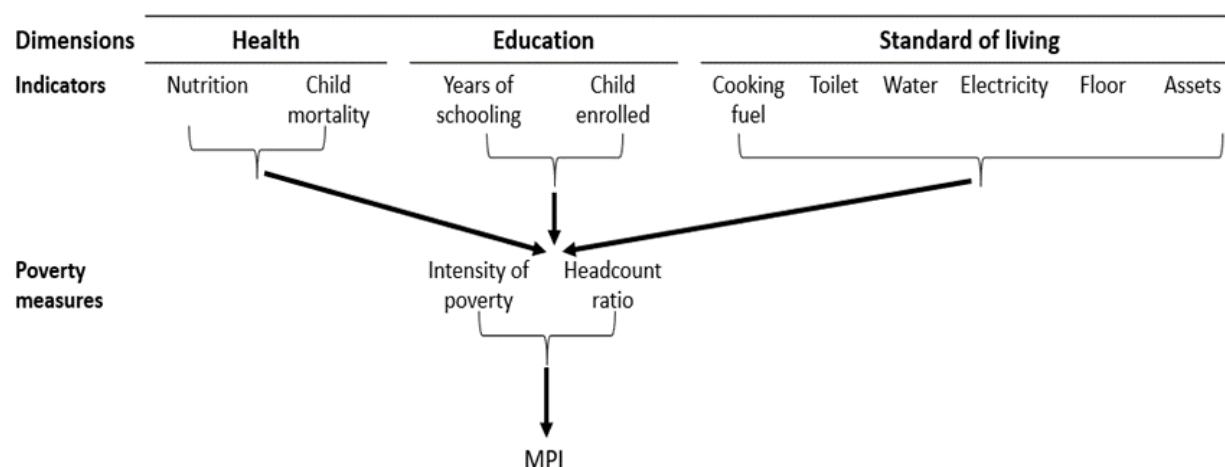 Dimensions Health Education Standard of living
Indicators Nutrition Child Years of Child Cooking Toilet Water Electricity Floor Assets
mortality schooling enrolled fuel
Poverty Intensity of Headcount
measures poverty ratio
MPI